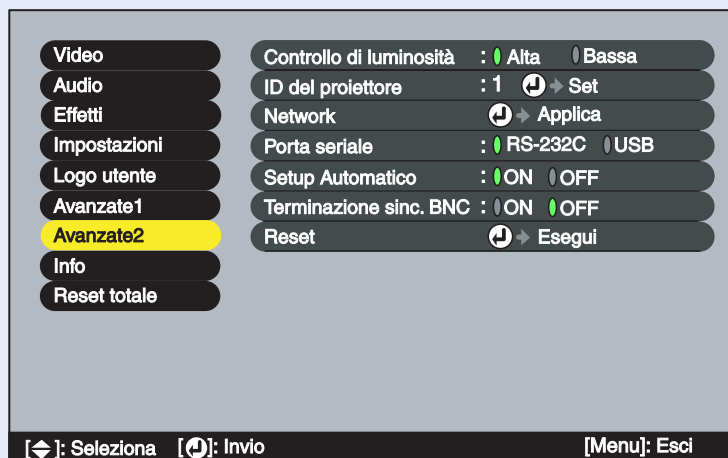 Video
Audio
Effetti
Impostazioni
Logo utente
Avanzate1
Avanzate2
Info
Reset totale
Controllo di luminosità : Alta Bassa
ID del proiettore : 1 Set
Network Applica
Porta seriale : RS-232C USB
Setup Automatico : ON OFF
Terminazione sinc. BNC : ON OFF
Reset Esegui
[ ]: Seleziona [ ]: Invio [Menu]: Esci